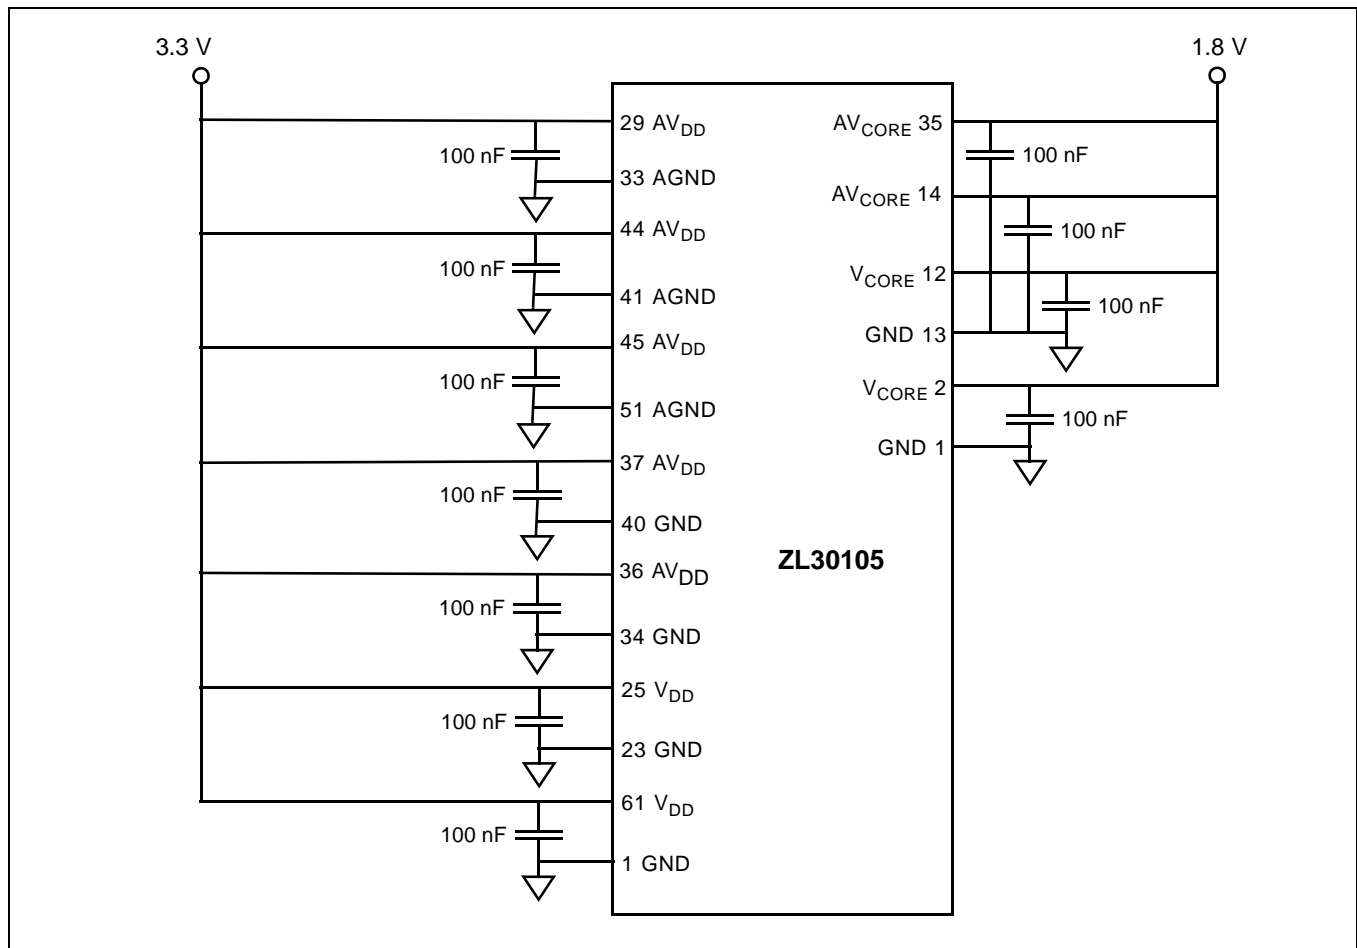 3.3 V
1.8 V
29 AVDD
AVCORE 35
100 nF
100 nF
33 AGND
AVCORE 14
44 AVDD
100 nF
100 nF
VCORE 12
41 AGND
100 nF
GND 13
45 AVDD
100 nF
VCORE 2
51 AGND
100 nF
GND 1
37 AVDD
100 nF
40 GND
ZL30105
36 AVDD
100 nF
34 GND
25 VDD
100 nF
23 GND
61 VDD
100 nF
1 GND